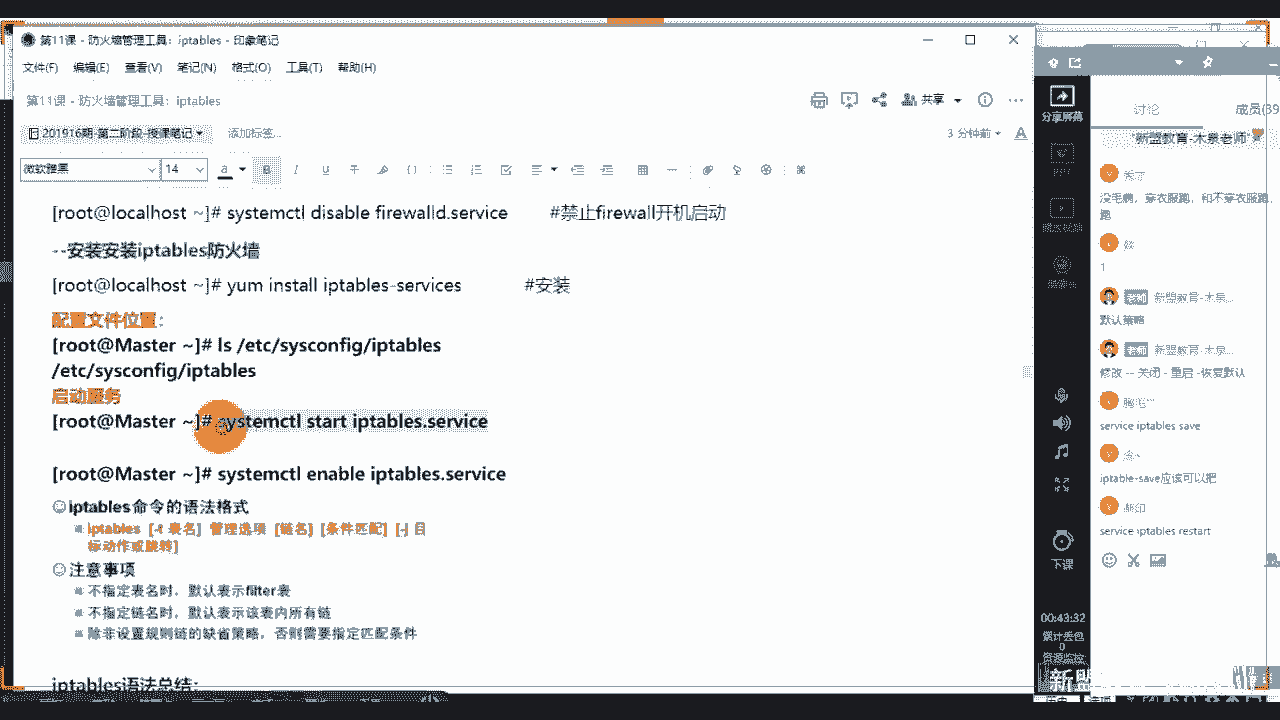 第11课 - 防火墙管理工具：iptables - 印象笔记
文件(F) 编辑(E) 查看(V) 笔记(N) 格式(O) 工具(T) 帮助(H)
第11课 - 防火墙管理工具：iptables
共享
201916期-第二阶段-授课笔记
添加标签...
3 分钟前
微软雅黑
14
[root@localhost ~]# systemctl disable firewalld.service #禁止firewall开机启动
--安装安装iptables防火墙
[root@localhost ~]# yum install iptables-services #安装
配置文件位置：
[root@Master ~]# ls /etc/sysconfig/iptables
/etc/sysconfig/iptables
启动服务
[root@Master ~]# systemctl start iptables.service
[root@Master ~]# systemctl enable iptables.service
iptables命令的语法格式
iptables [-t 表名] 管理选项 [链名] [条件匹配] [-j 目
标动作或跳转]
注意事项
不指定表名时，默认表示filter表
不指定链名时，默认表示该表内所有链
除非设置规则链的缺省策略，否则需要指定匹配条件
iptables语法总结：
分享屏幕
下课
00:43:32
累计丢包
0
讨论
成员(39
新盟教育-木泉老师
没毛病，穿衣服跑，和不穿衣服跑
1
老师 新盟教育-木泉...
默认策略
老师 新盟教育-木泉...
修改 -- 关闭 - 重启 -恢复默认
service iptables save
iptable-save应该可以把
service iptables restart
新盟